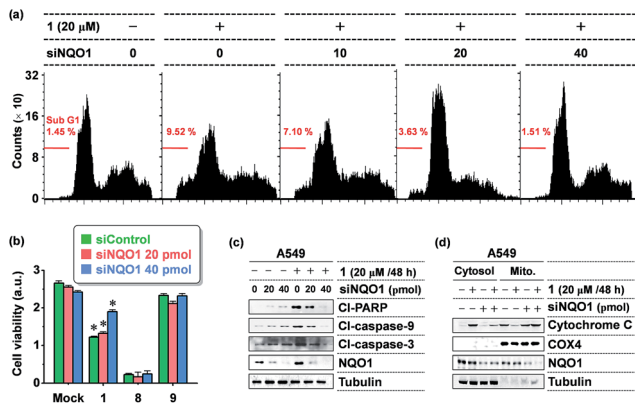 (a)
1 (20 μM) – + + + +
siNQO1 0 0 10 20 40
Counts (× 10)
32
24
16
8
0
Sub G1
1.45 % 9.52 % 7.10 % 3.63 % 1.51 %
(b)
siControl
siNQO1 20 pmol
siNQO1 40 pmol
Cell viability (a.u.)
3
2
1
0
* * *
Mock 1 8 9
(c)
A549
– – – + + + 1 (20 μM /48 h)
0 20 40 0 20 40 siNQO1 (pmol)
Cl-PARP
Cl-caspase-9
Cl-caspase-3
NQO1
Tubulin
(d)
A549
Cytosol Mito.
– + – + – + – + 1 (20 μM /48 h)
– – + + – – + + siNQO1 (pmol)
Cytochrome C
COX4
NQO1
Tubulin